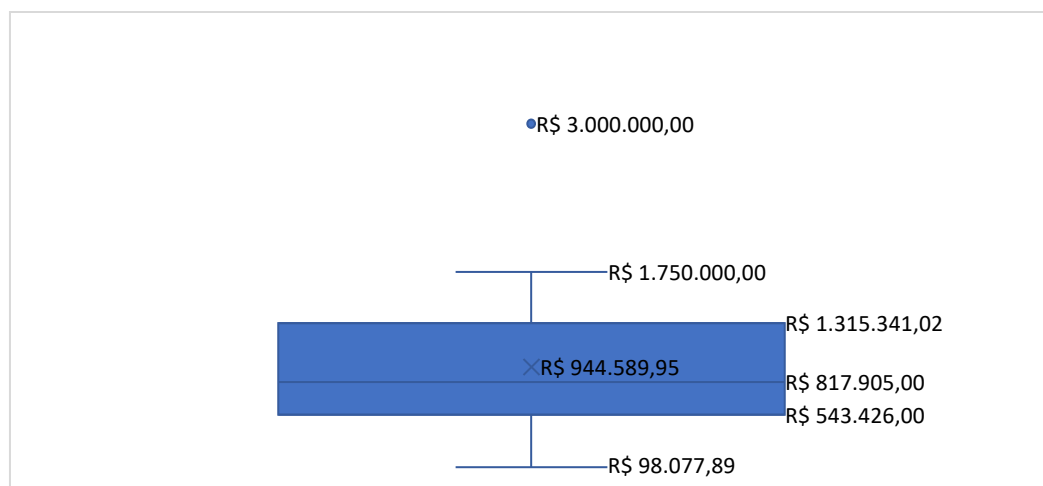 R$ 3.000.000,00
R$ 1.750.000,00
R$ 1.315.341,02
R$ 944.589,95
R$ 817.905,00
R$ 543.426,00
R$ 98.077,89